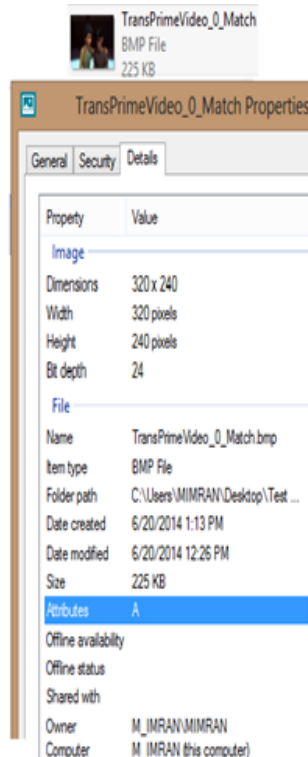 TransPrimeVideo_0_Match
BMP File
225 KB
TransPrimeVideo_0_Match Properties
General Security Details
Property Value
Image
Dimensions 320 x 240
Width 320 pixels
Height 240 pixels
Bit depth 24
File
Name TransPrimeVideo_0_Match.bmp
Item type BMP File
Folder path C:\Users\MIMRAN\Desktop\Test ...
Date created 6/20/2014 1:13 PM
Date modified 6/20/2014 12:26 PM
Size 225 KB
Attributes A
Offline availability
Offline status
Shared with
Owner M_IMRAN\MIMRAN
Computer M_IMRAN (this computer)